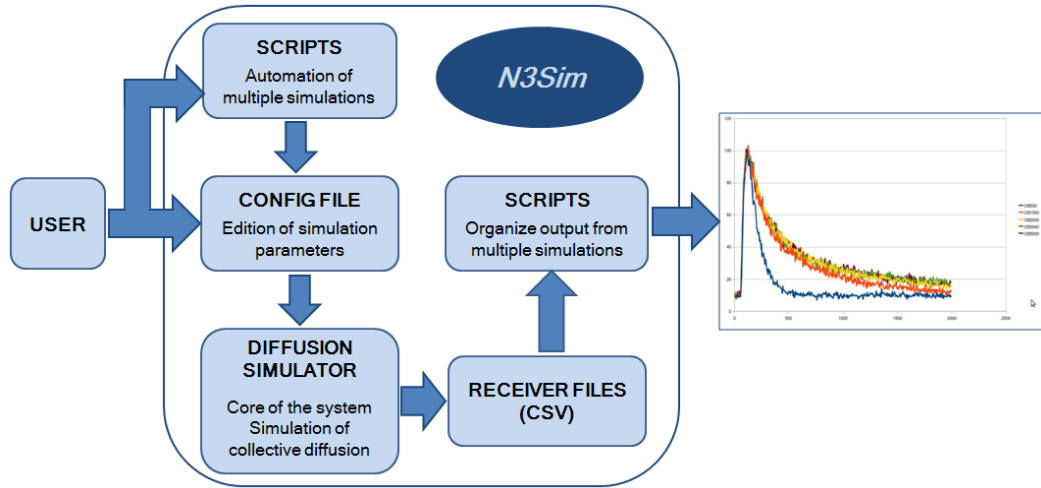 SCRIPTS
Automation of
multiple simulations
N3Sim
USER
CONFIG FILE
Edition of simulation
parameters
SCRIPTS
Organize output from
multiple simulations
DIFFUSION
SIMULATOR
Core of the system
Simulation of
collective diffusion
RECEIVER FILES
(CSV)
120
100
80
60
40
20
0
0
500
1000
1500
2000
2500